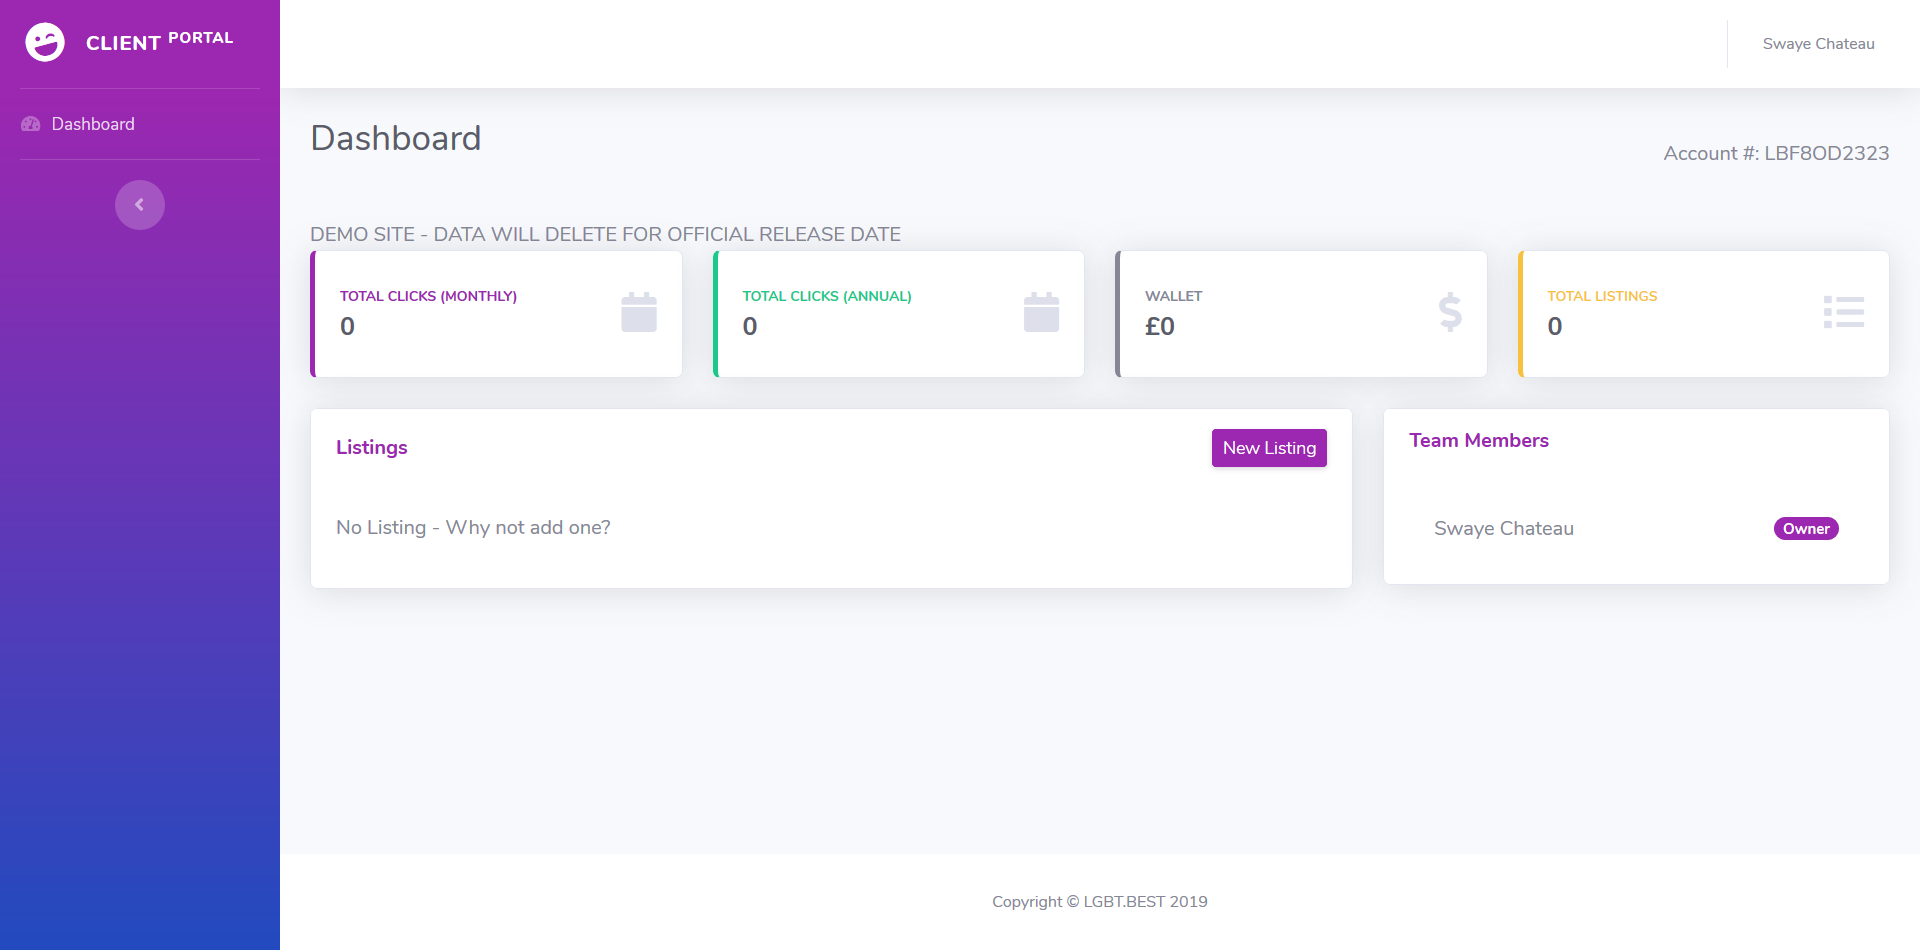 CLIENT PORTAL
Swaye Chateau
Dashboard
Dashboard
Account #: LBF8OD2323
DEMO SITE - DATA WILL DELETE FOR OFFICIAL RELEASE DATE
TOTAL CLICKS (MONTHLY)
0
TOTAL CLICKS (ANNUAL)
0
WALLET
£0
TOTAL LISTINGS
0
Listings
New Listing
No Listing - Why not add one?
Team Members
Swaye Chateau
Owner
Copyright © LGBT.BEST 2019